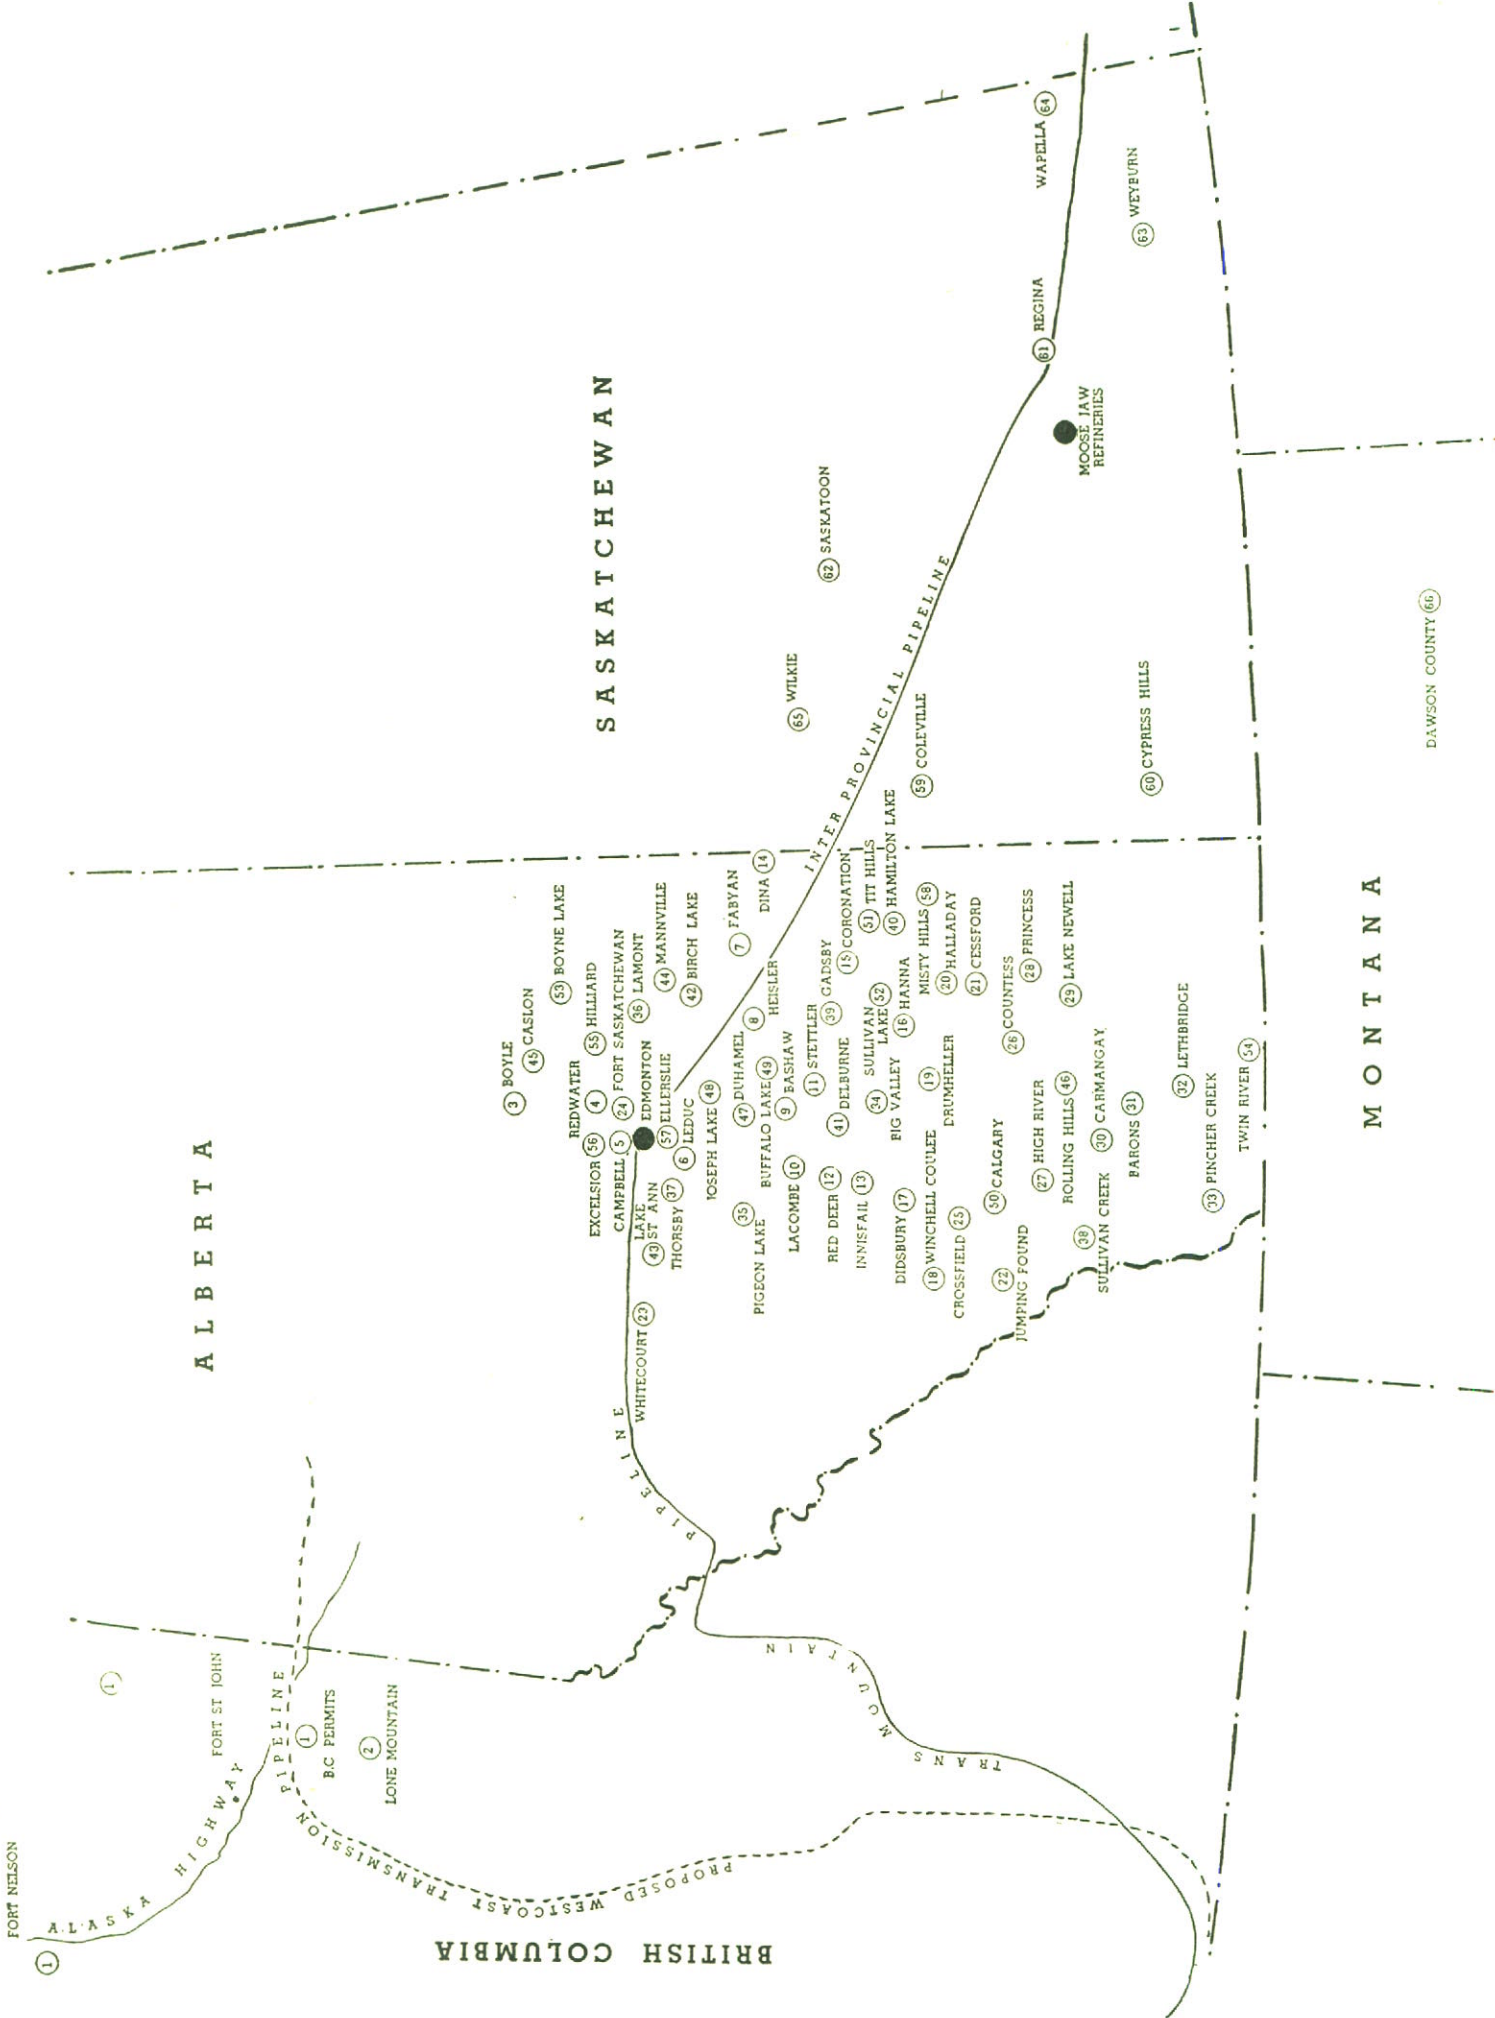 FORT NELSON
①
ALASKA HIGHWAY
①
FORT ST JOHN
PROPOSED WESTCOAST TRANSMISSION PIPELINE
①
B.C PERMITS
②
LONE MOUNTAIN
BRITISH COLUMBIA
TRANS MOUNTAIN PIPELINE
ALBERTA
③ BOYLE
㊺ CASLON
53 BOYNE LAKE
REDWATER
④
55 HILLIARD
EXCELSIOR 56
24 FORT SASKATCHEWAN
CAMPBELL ⑤
36 LAMONT
EDMONTON
LAKE
43 ST ANN
57 ELLERSLIE
44 MANNVILLE
WHITECOURT 23
THORSBY 37
⑥ LEDUC
42 BIRCH LAKE
JOSEPH LAKE 48
⑦ FABYAN
35
PIGEON LAKE
47 DUHAMEL
⑧ HEISLER
DINA 14
BUFFALO LAKE 49
⑨ BASHAW
LACOMBE 10
11 STETTLER
39 GADSBY
RED DEER 12
41 DELBURNE
15 CORONATION
INNISFAIL 13
34
BIG VALLEY
SULLIVAN
LAKE 52
51 TIT HILLS
40 HAMILTON LAKE
DIDSBURY 17
16 HANNA
MISTY HILLS 58
18 WINCHELL COULEE
19
DRUMHELLER
20 HALLADAY
CROSSFIELD 25
21 CESSFORD
50 CALGARY
26 COUNTESS
22
JUMPING POUND
27 HIGH RIVER
28 PRINCESS
ROLLING HILLS 46
29 LAKE NEWELL
38
SULLIVAN CREEK
30 CARMANGAY
BARONS 31
32 LETHBRIDGE
33 PINCHER CREEK
TWIN RIVER 54
SASKATCHEWAN
INTER PROVINCIAL PIPELINE
65 WILKIE
62 SASKATOON
59 COLEVILLE
61 REGINA
WAPELLA 64
MOOSE JAW
REFINERIES
63 WEYBURN
60 CYPRESS HILLS
MONTANA
DAWSON COUNTY 66